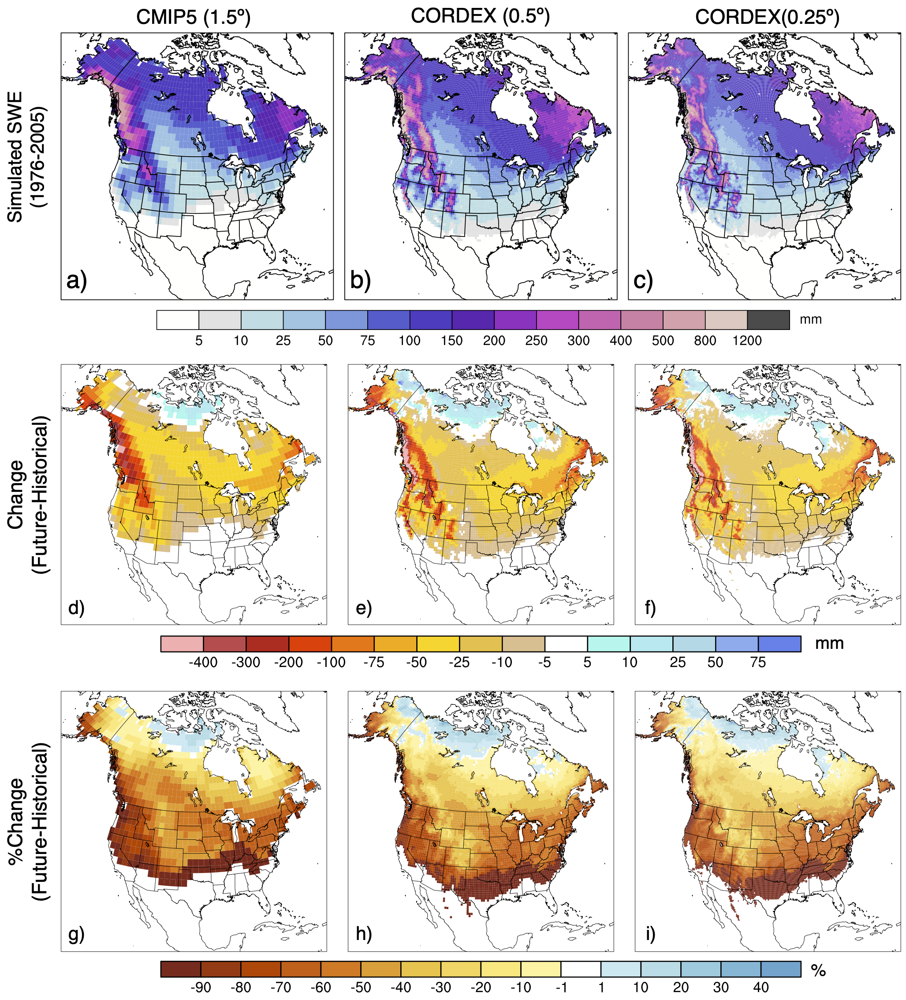 CMIP5 (1.5º)
CORDEX (0.5º)
CORDEX(0.25º)
Simulated SWE
(1976-2005)
a)
b)
c)
5 10 25 50 75 100 150 200 250 300 400 500 800 1200
mm
Change
(Future-Historical)
d)
e)
f)
-400 -300 -200 -100 -75 -50 -25 -10 -5 5 10 25 50 75
mm
%Change
(Future-Historical)
g)
h)
i)
-90 -80 -70 -60 -50 -40 -30 -20 -10 -1 1 10 20 30 40
%